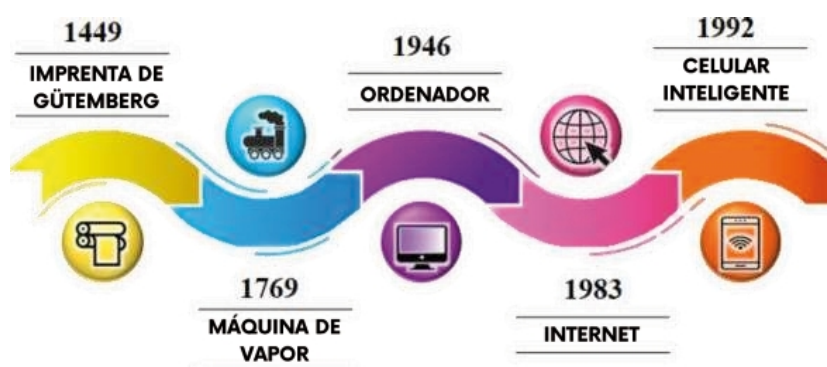 1449
IMPRENTA DE
GÜTEMBERG
1769
MÁQUINA DE
VAPOR
1946
ORDENADOR
1983
INTERNET
1992
CELULAR
INTELIGENTE